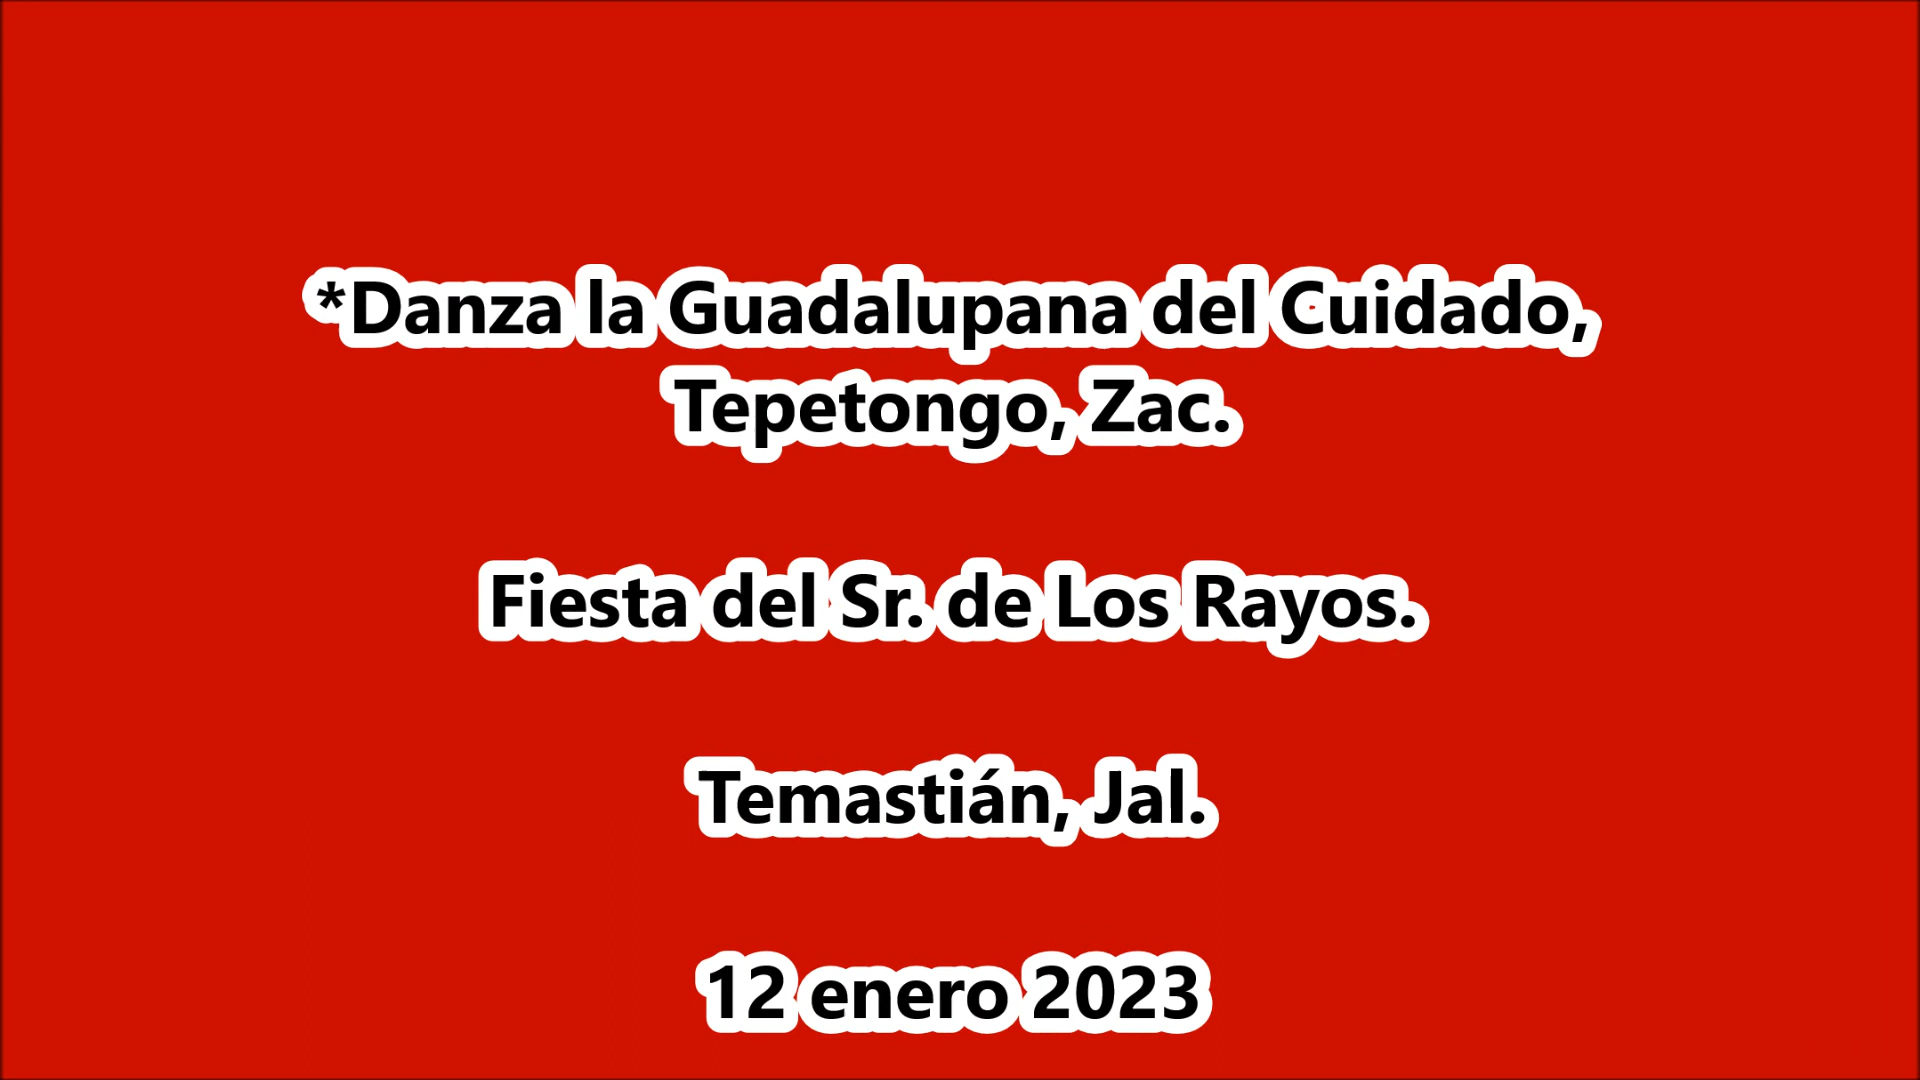 *Danza la Guadalupana del Cuidado,
Tepetongo, Zac.
Fiesta del Sr. de Los Rayos.
Temastián, Jal.
12 enero 2023